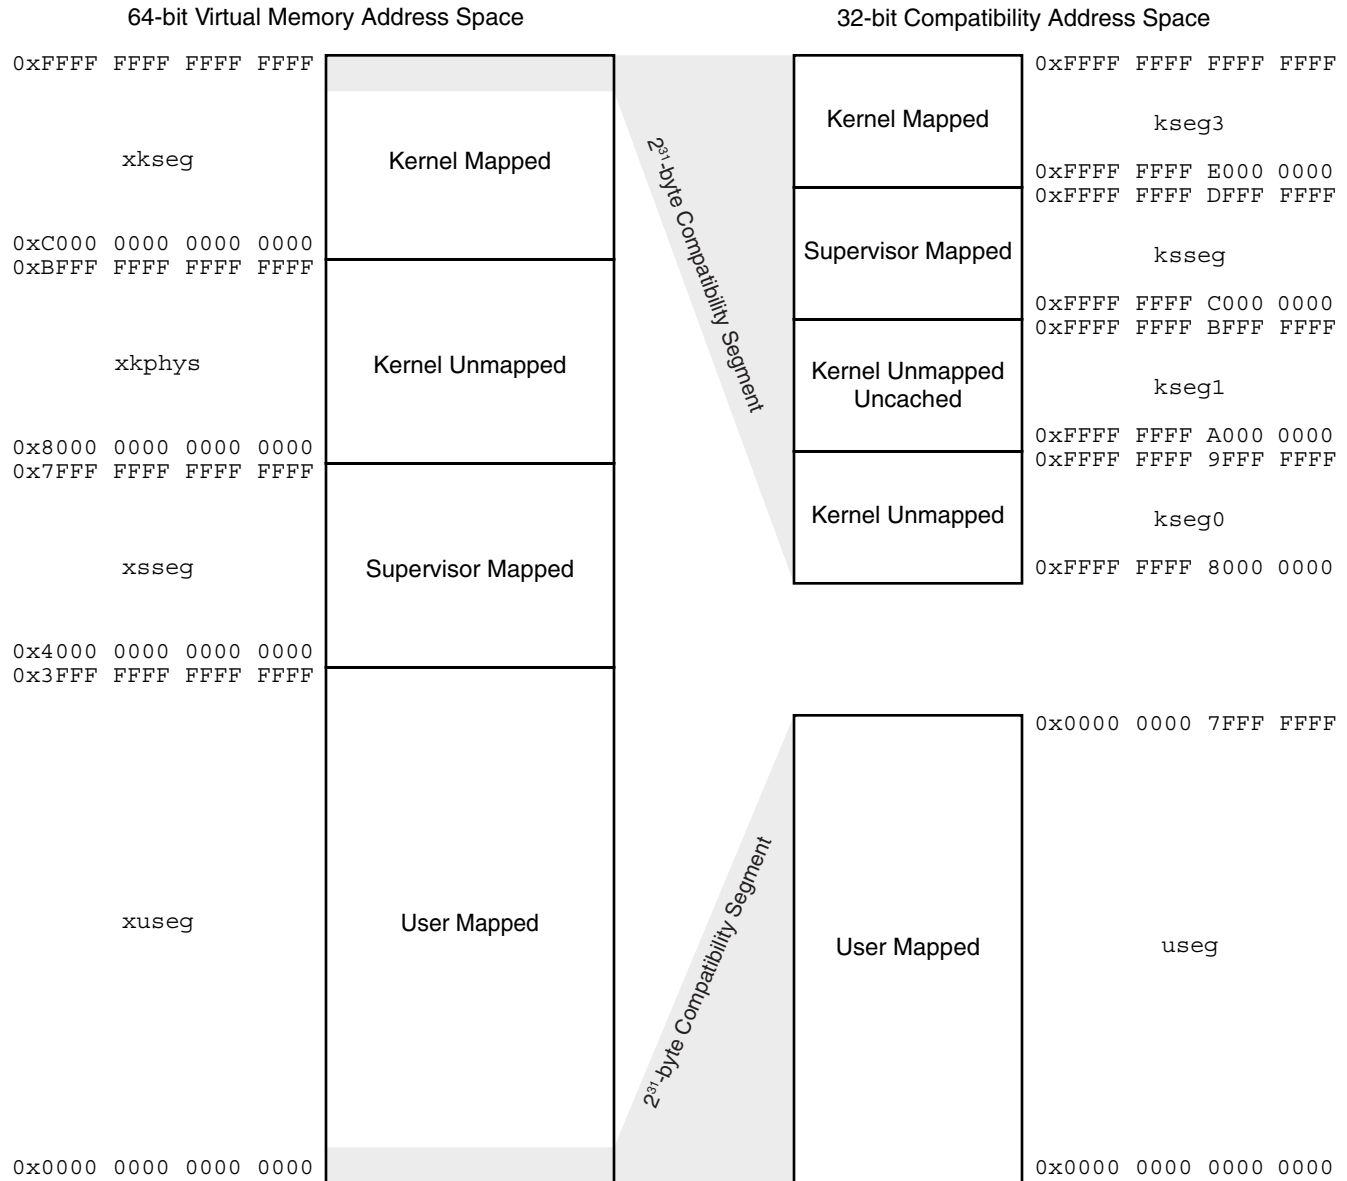 64-bit Virtual Memory Address Space
0xFFFF FFFF FFFF FFFF
xkseg
Kernel Mapped
0xC000 0000 0000 0000
0xBFFF FFFF FFFF FFFF
xkphys
Kernel Unmapped
0x8000 0000 0000 0000
0x7FFF FFFF FFFF FFFF
xsseg
Supervisor Mapped
0x4000 0000 0000 0000
0x3FFF FFFF FFFF FFFF
xuseg
User Mapped
0x0000 0000 0000 0000
2³¹-byte Compatibility Segment
2³¹-byte Compatibility Segment
32-bit Compatibility Address Space
0xFFFF FFFF FFFF FFFF
Kernel Mapped
kseg3
0xFFFF FFFF E000 0000
0xFFFF FFFF DFFF FFFF
Supervisor Mapped
ksseg
0xFFFF FFFF C000 0000
0xFFFF FFFF BFFF FFFF
Kernel Unmapped
Uncached
kseg1
0xFFFF FFFF A000 0000
0xFFFF FFFF 9FFF FFFF
Kernel Unmapped
kseg0
0xFFFF FFFF 8000 0000
0x0000 0000 7FFF FFFF
User Mapped
useg
0x0000 0000 0000 0000